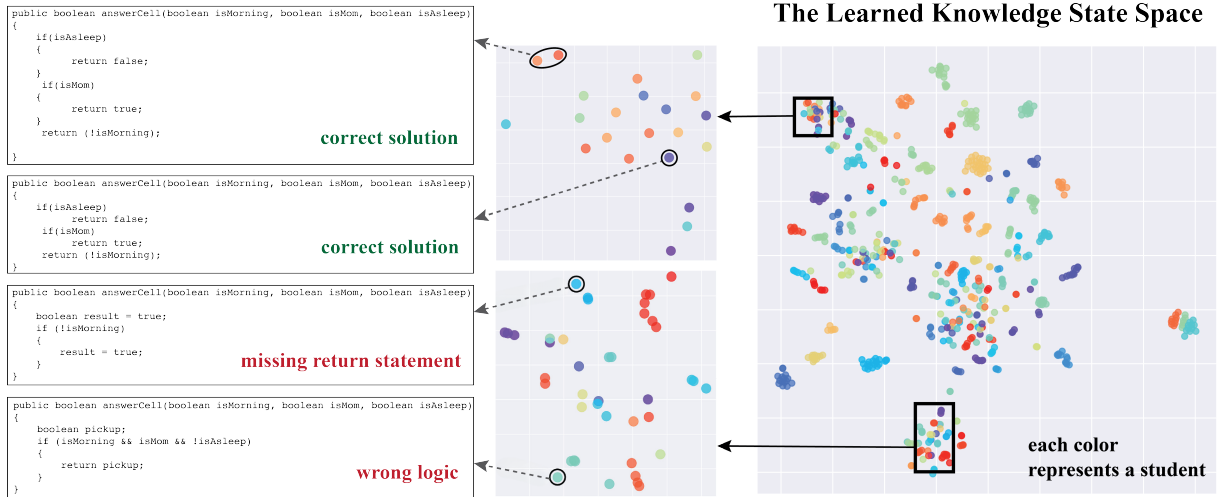 The Learned Knowledge State Space
public boolean answerCell(boolean isMorning, boolean isMom, boolean isAsleep)
{
if(isAsleep)
{
return false;
}
if(isMom)
{
return true;
}
return (!isMorning);
}
correct solution
public boolean answerCell(boolean isMorning, boolean isMom, boolean isAsleep)
{
if(isAsleep)
return false;
if(isMom)
return true;
return (!isMorning);
}
correct solution
public boolean answerCell(boolean isMorning, boolean isMom, boolean isAsleep)
{
boolean result = true;
if (!isMorning)
{
result = true;
}
}
missing return statement
public boolean answerCell(boolean isMorning, boolean isMom, boolean isAsleep)
{
boolean pickup;
if (isMorning && isMom && !isAsleep)
{
return pickup;
}
}
wrong logic
each color
represents a student